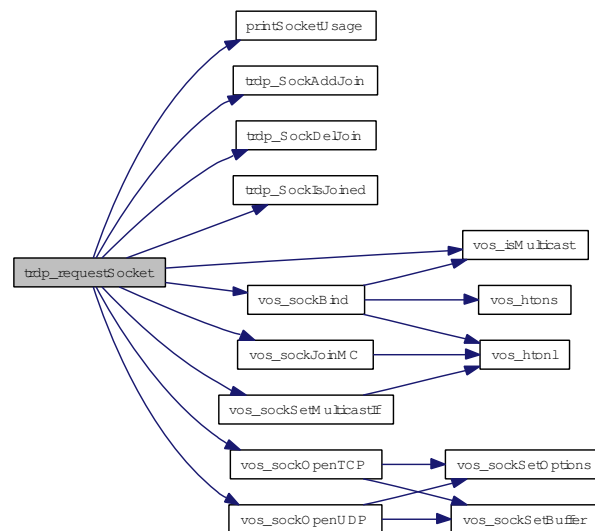 printSocketUsage
trdp_SockAddJoin
trdp_SockDelJoin
trdp_SockIsJoined
vos_isMulticast
trdp_requestSocket
vos_sockBind
vos_htons
vos_sockJoinMC
vos_htonl
vos_sockSetMulticastIf
vos_sockOpenTCP
vos_sockSetOptions
vos_sockOpenUDP
vos_sockSetBuffer